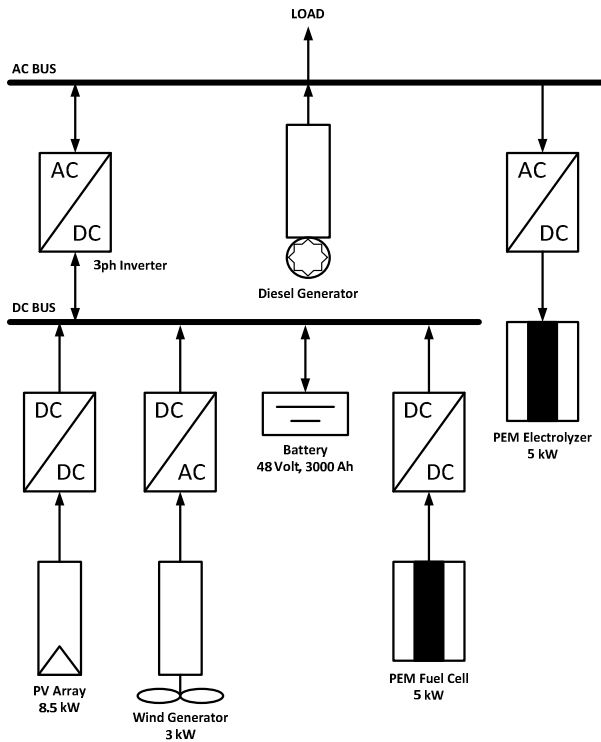 LOAD
AC BUS
AC
DC
3ph Inverter
Diesel Generator
AC
DC
DC BUS
PEM Electrolyzer
5 kW
DC
DC
DC
AC
Battery
48 Volt, 3000 Ah
DC
DC
PV Array
8.5 kW
Wind Generator
3 kW
PEM Fuel Cell
5 kW